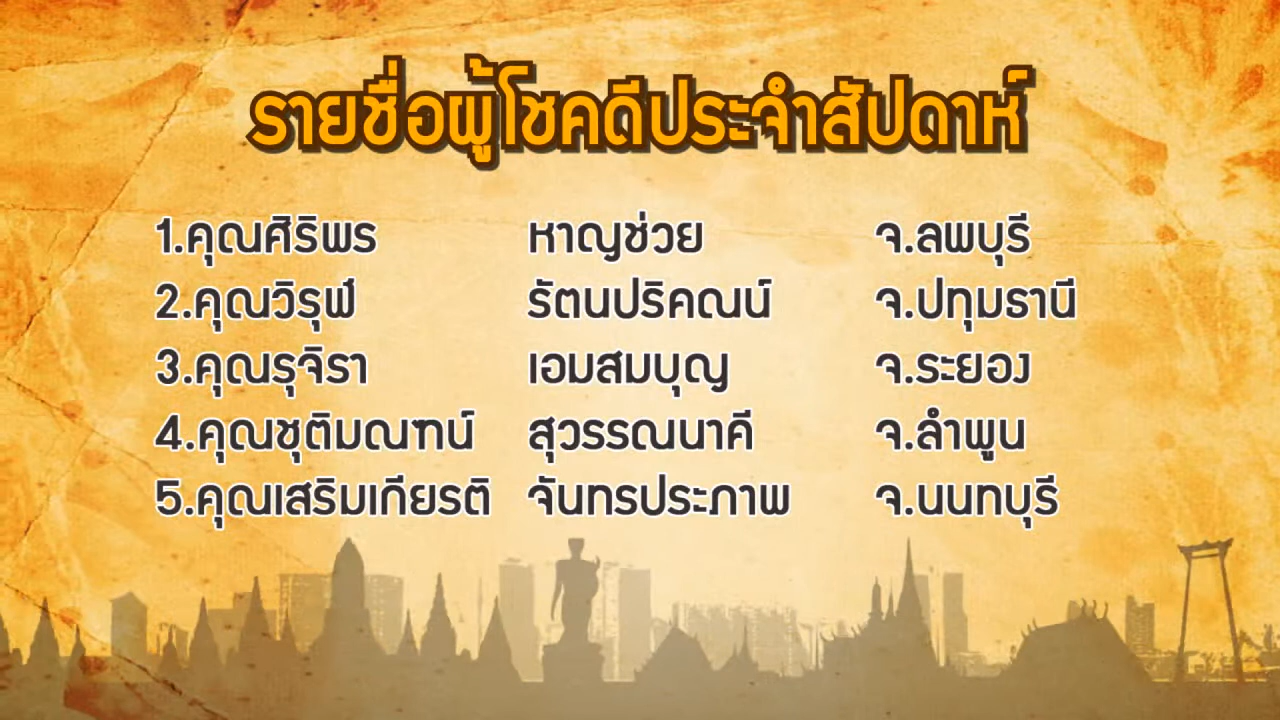 รายชื่อผู้โชคดีประจำสัปดาห์
1.คุณศิริพร หาญช่วย จ.ลพบุรี
2.คุณวิรุฬ รัตนปริคณน์ จ.ปทุมธานี
3.คุณรุจิรา เอมสมบุญ จ.ระยอง
4.คุณชุติมณฑน์ สุวรรณนาคี จ.ลำพูน
5.คุณเสริมเกียรติ จันทรประภาพ จ.นนทบุรี